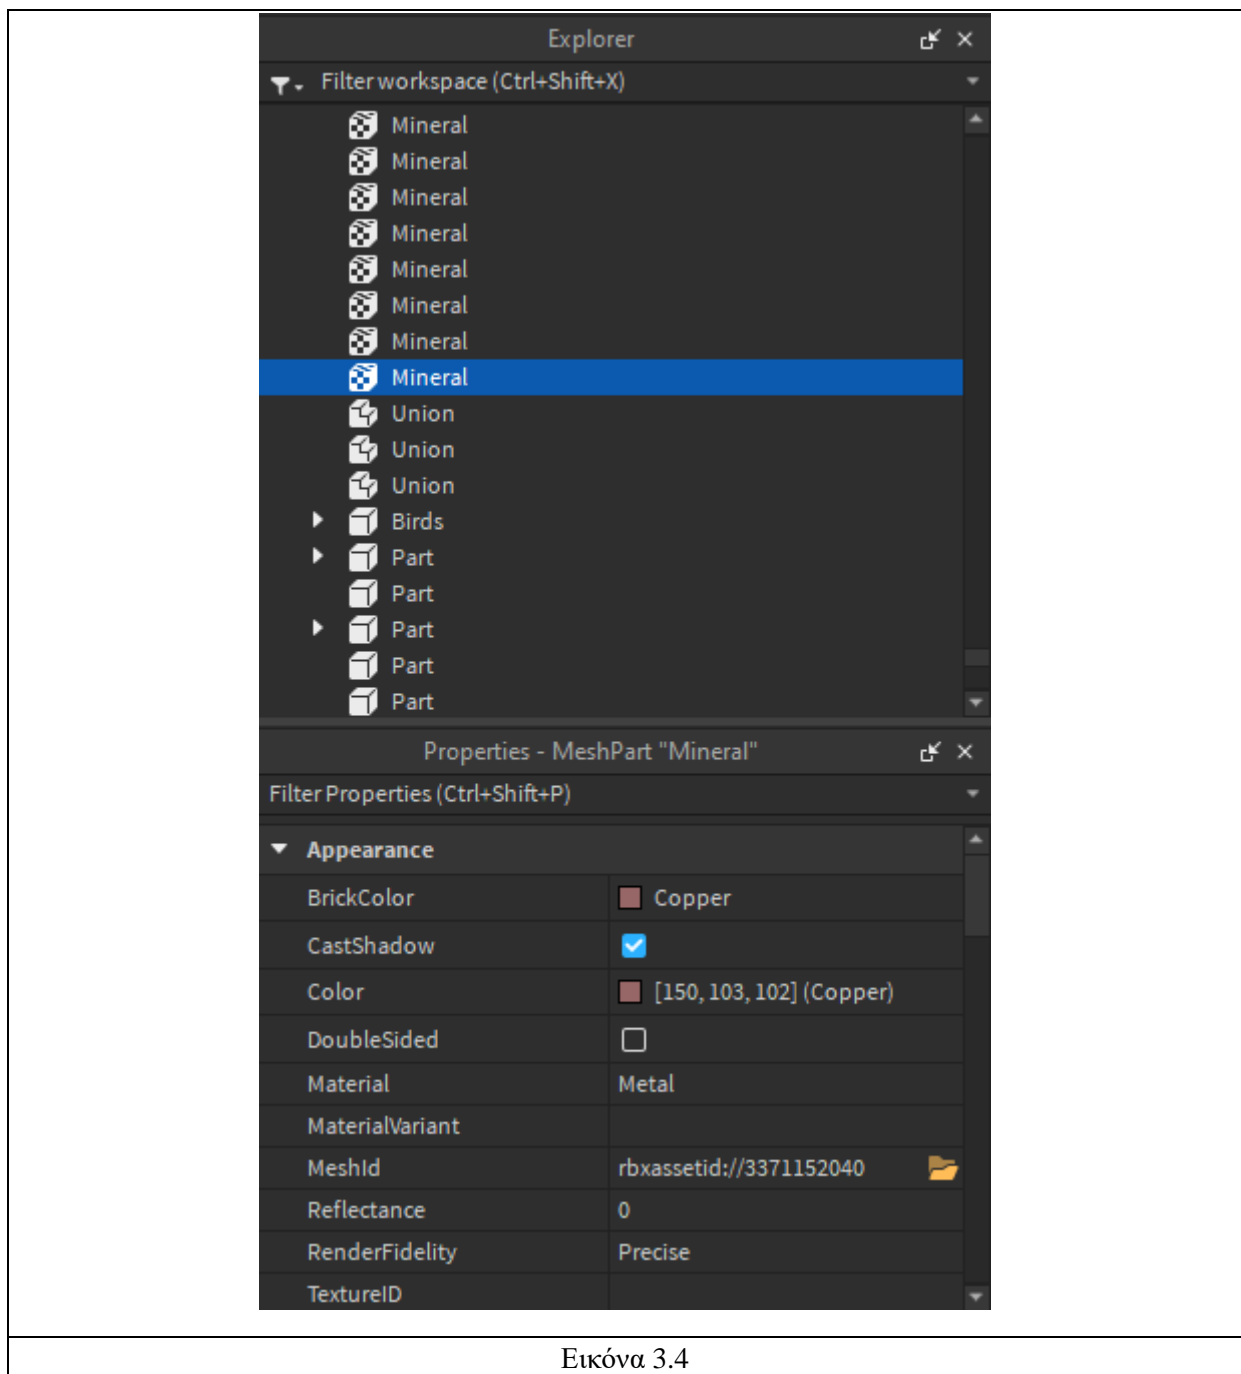 Explorer
Filter workspace (Ctrl+Shift+X)
Mineral
Mineral
Mineral
Mineral
Mineral
Mineral
Mineral
Mineral
Union
Union
Union
Birds
Part
Part
Part
Part
Part
Properties - MeshPart "Mineral"
Filter Properties (Ctrl+Shift+P)
Appearance
BrickColor Copper
CastShadow
Color [150, 103, 102] (Copper)
DoubleSided
Material Metal
MaterialVariant
MeshId rbxassetid://3371152040
Reflectance 0
RenderFidelity Precise
TextureID
Εικόνα 3.4